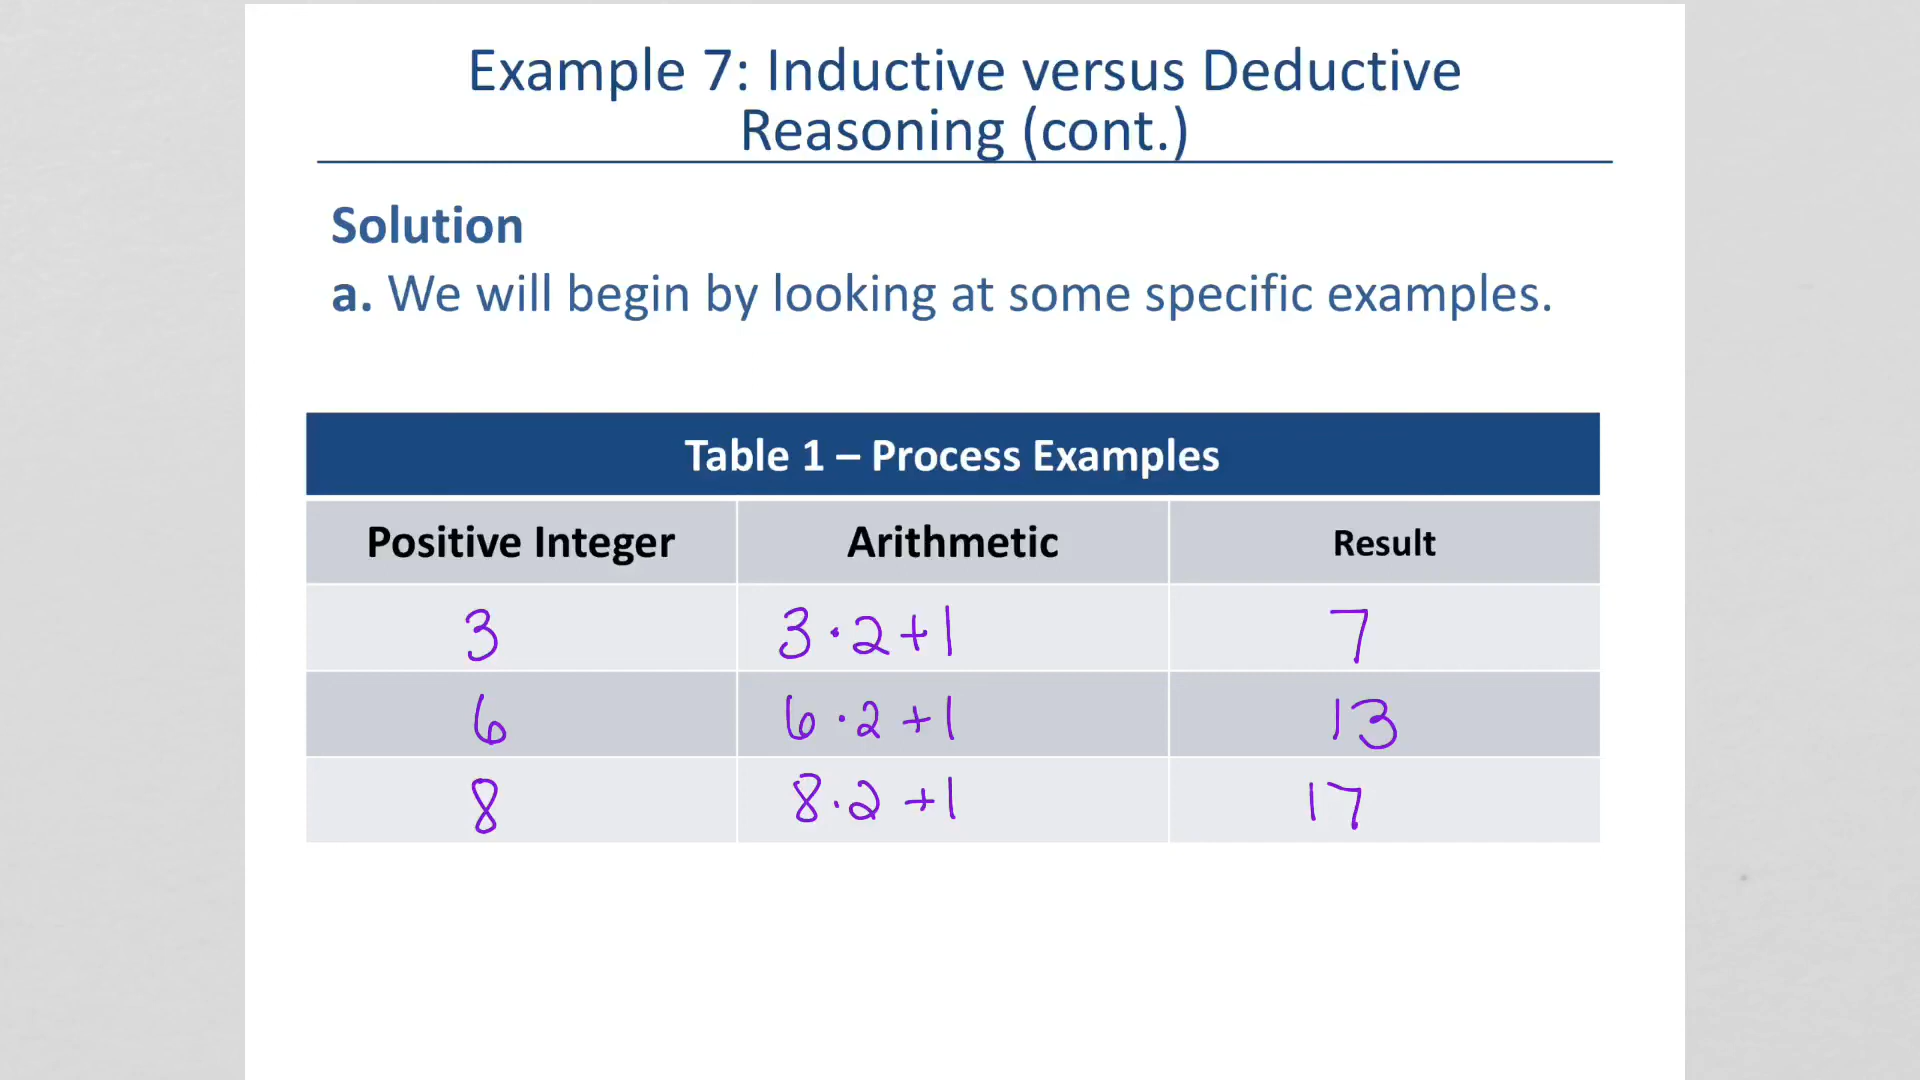 Example 7: Inductive versus Deductive
Reasoning (cont.)
Solution
a. We will begin by looking at some specific examples.
Table 1 – Process Examples
Positive Integer Arithmetic Result
3 3·2+1 7
6 6·2+1 13
8 8·2+1 17